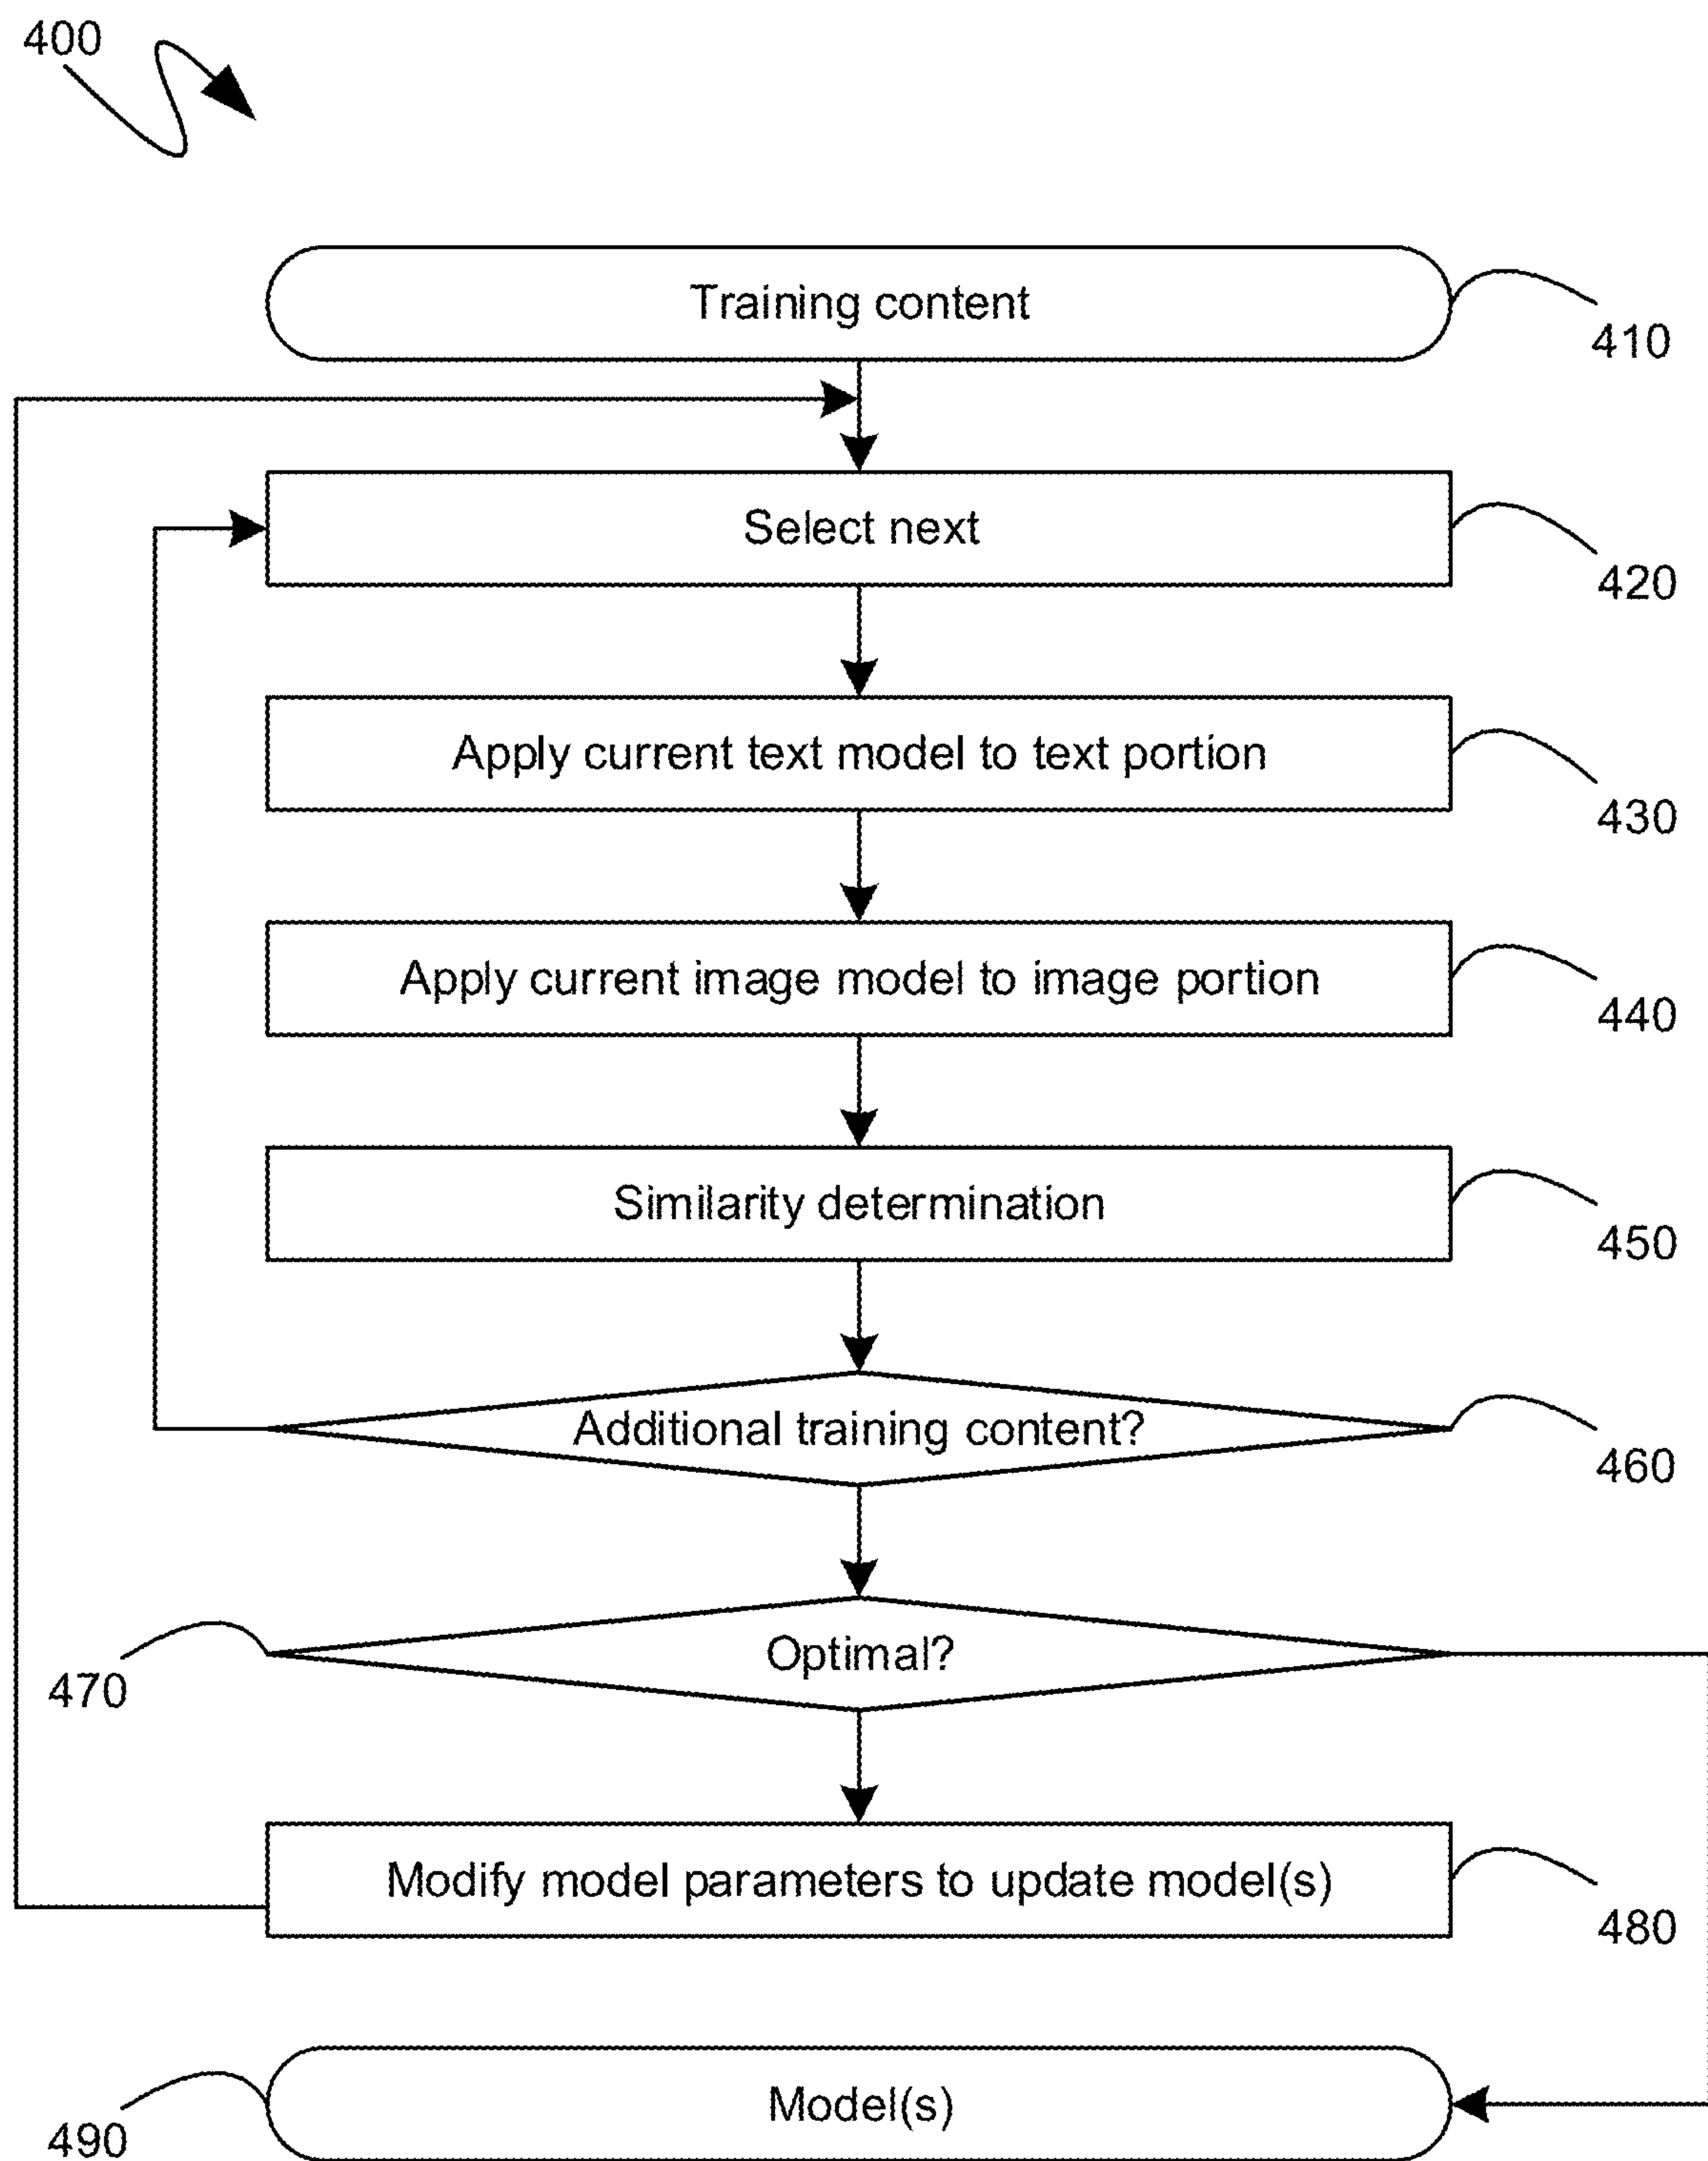 400
Training content
410
Select next
420
Apply current text model to text portion
430
Apply current image model to image portion
440
Similarity determination
450
Additional training content?
460
Optimal?
470
Modify model parameters to update model(s)
480
Model(s)
490